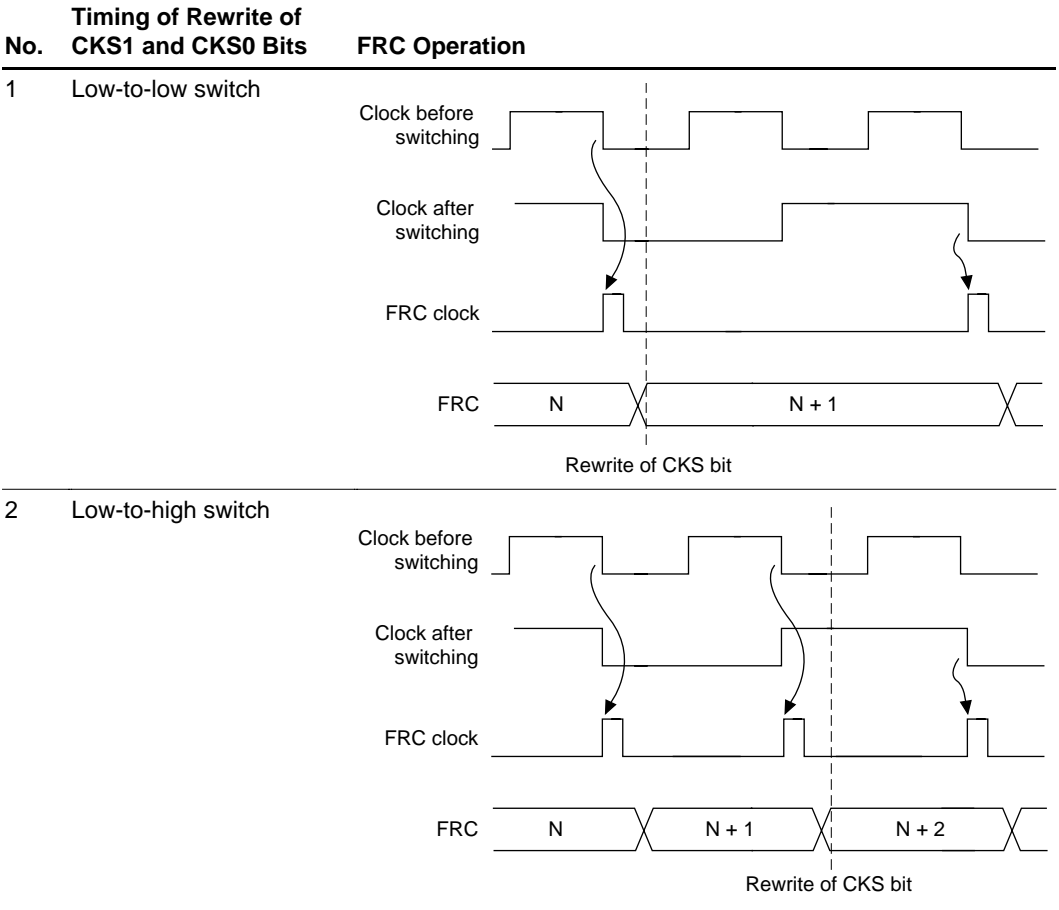 No.
Timing of Rewrite of
CKS1 and CKS0 Bits
FRC Operation
1
Low-to-low switch
Clock before
switching
Clock after
switching
FRC clock
FRC
N
N + 1
Rewrite of CKS bit
2
Low-to-high switch
Clock before
switching
Clock after
switching
FRC clock
FRC
N
N + 1
N + 2
Rewrite of CKS bit